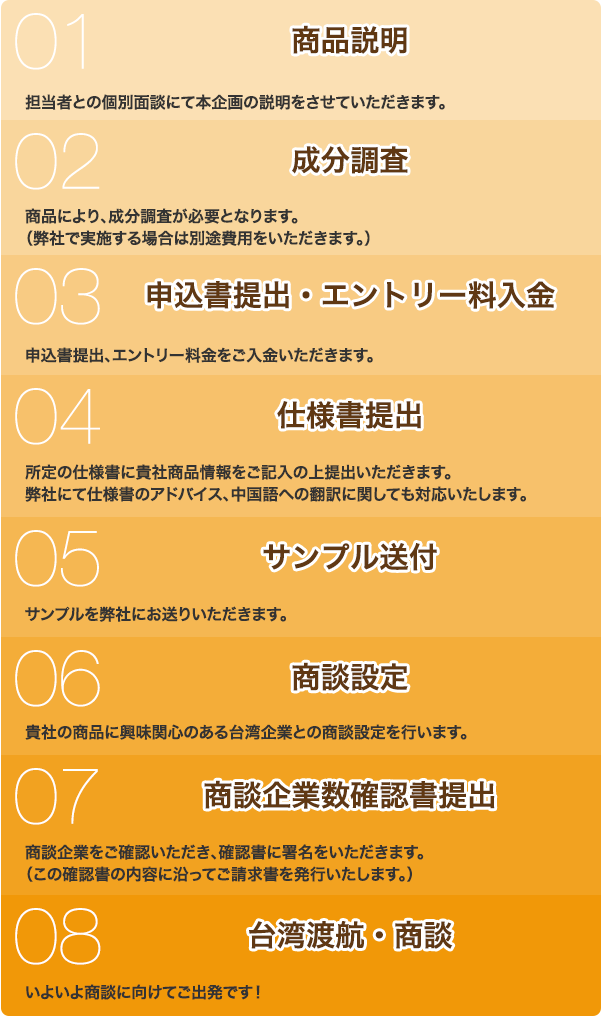 01
商品説明
担当者との個別面談にて本企画の説明をさせていただきます。
02
成分調査
商品により、成分調査が必要となります。
（弊社で実施する場合は別途費用をいただきます。）
03
申込書提出・エントリー料入金
申込書提出、エントリー料金をご入金いただきます。
04
仕様書提出
所定の仕様書に貴社商品情報をご記入の上提出いただきます。
弊社にて仕様書のアドバイス、中国語への翻訳に関しても対応いたします。
05
サンプル送付
サンプルを弊社にお送りいただきます。
06
商談設定
貴社の商品に興味関心のある台湾企業との商談設定を行います。
07
商談企業数確認書提出
商談企業をご確認いただき、確認書に署名をいただきます。
（この確認書の内容に沿ってご請求書を発行いたします。）
08
台湾渡航・商談
いよいよ商談に向けてご出発です！